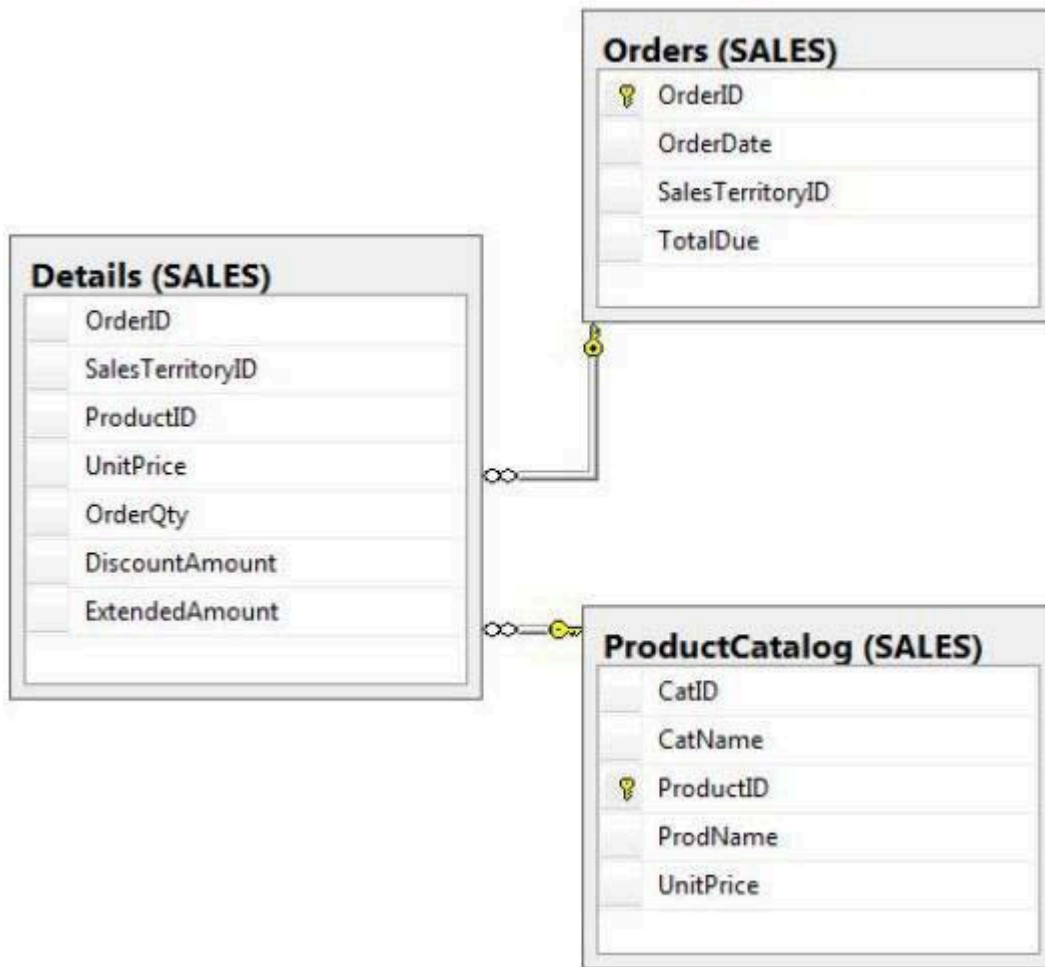 Orders (SALES)
OrderID
OrderDate
SalesTerritoryID
TotalDue
Details (SALES)
OrderID
SalesTerritoryID
ProductID
UnitPrice
OrderQty
DiscountAmount
ExtendedAmount
ProductCatalog (SALES)
CatID
CatName
ProductID
ProdName
UnitPrice